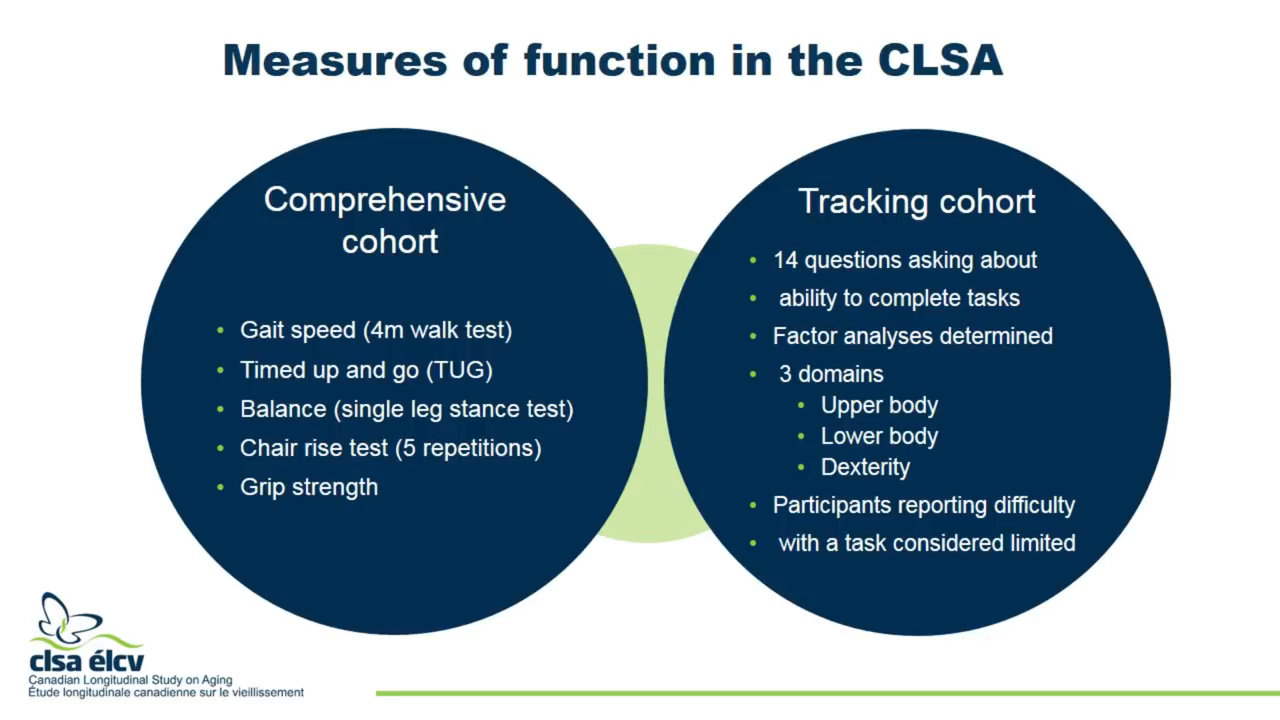 Measures of function in the CLSA
Comprehensive
cohort
• Gait speed (4m walk test)
• Timed up and go (TUG)
• Balance (single leg stance test)
• Chair rise test (5 repetitions)
• Grip strength
Tracking cohort
• 14 questions asking about
• ability to complete tasks
• Factor analyses determined
• 3 domains
• Upper body
• Lower body
• Dexterity
• Participants reporting difficulty
• with a task considered limited
clsa élcv
Canadian Longitudinal Study on Aging
Étude longitudinale canadienne sur le vieillissement